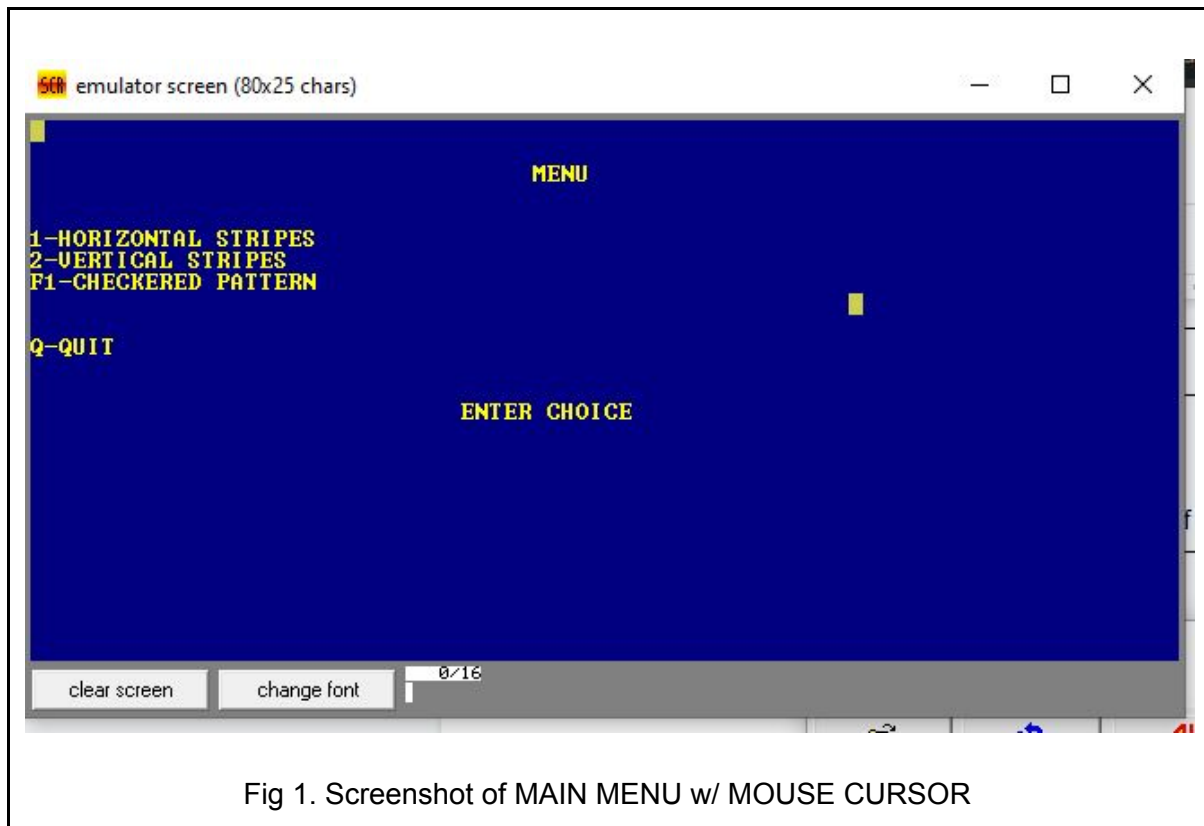 SCR emulator screen (80x25 chars)
MENU
1-HORIZONTAL STRIPES
2-VERTICAL STRIPES
F1-CHECKERED PATTERN
Q-QUIT
ENTER CHOICE
f
clear screen change font 0/16
Fig 1. Screenshot of MAIN MENU w/ MOUSE CURSOR